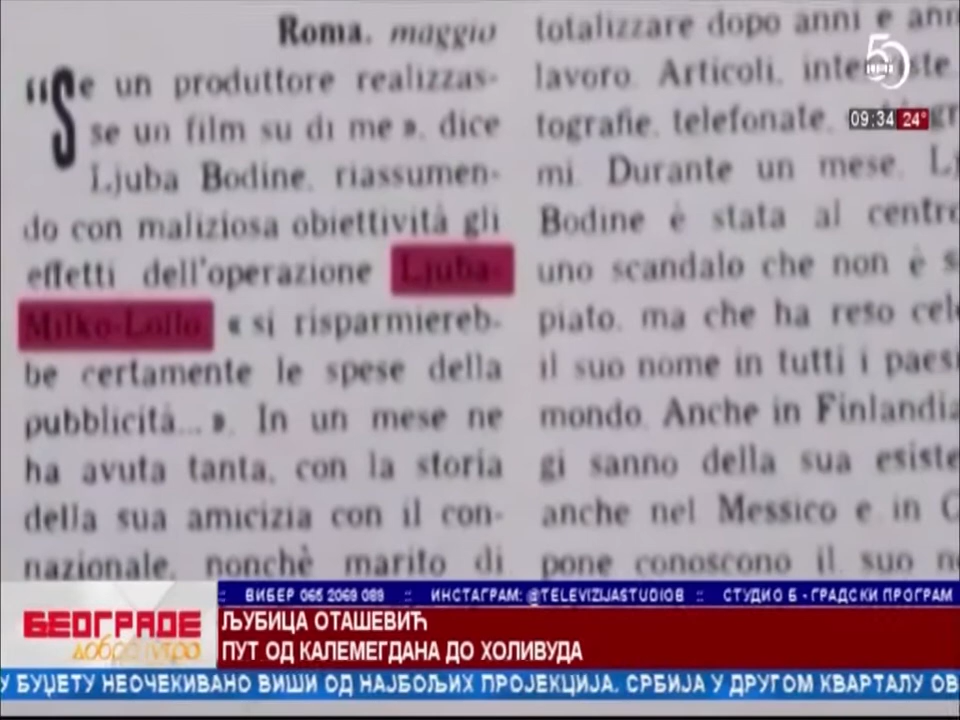 Roma, maggio
"Se un produttore realizzas-
se un film su di me», dice
Ljuba Bodine, riassumen-
do con maliziosa obiettività gli
effetti dell'operazione Ljuba-
Milko-Lollo, «si risparmiereb-
be certamente le spese della
pubblicità...». In un mese ne
ha avuta tanta, con la storia
della sua amicizia con il con-
nazionale, nonchè marito di
totalizzare dopo anni e ann
lavoro. Articoli,
tografie, telefonate,
mi. Durante un mese, Lj
Bodine è stata al centro
uno scandalo che non è s
piato, ma che ha reso cele
il suo nome in tutti i paesi
mondo. Anche in Finlandia
gi sanno della sua esiste
anche nel Messico e in
pone conoscono il suo
09:34 24°
:: ВИБЕР 065 2069 089 :: ИНСТАГРАМ: @TELEVIZIJASTUDIOB :: СТУДИО Б - ГРАДСКИ ПРОГРАМ
БЕОГРАДЕ
добро јутро
ЉУБИЦА ОТАШЕВИЋ
ПУТ ОД КАЛЕМЕГДАНА ДО ХОЛИВУДА
У БУЏЕТУ НЕОЧЕКИВАНО ВИШИ ОД НАЈБОЉИХ ПРОЈЕКЦИЈА. СРБИЈА У ДРУГОМ КВАРТАЛУ ОВ